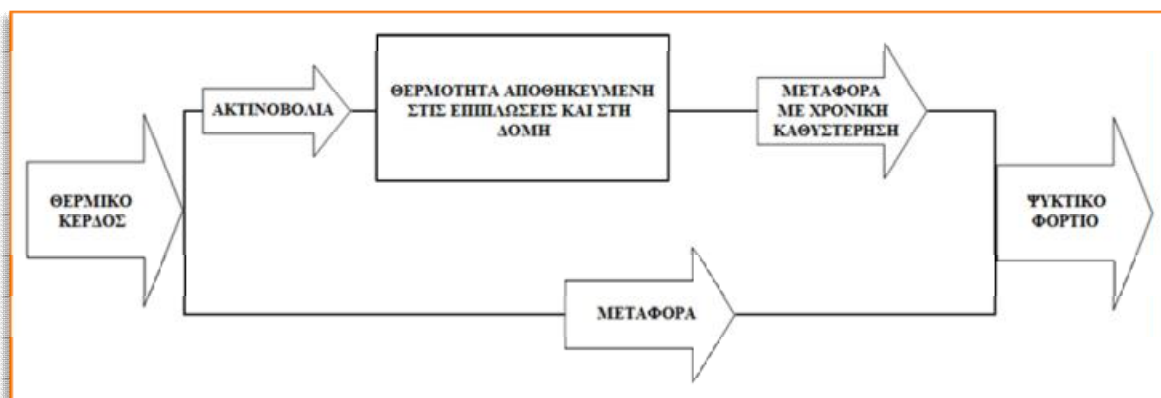 ΘΕΡΜΙΚΟ
ΚΕΡΔΟΣ
ΑΚΤΙΝΟΒΟΛΙΑ
ΘΕΡΜΟΤΗΤΑ ΑΠΟΘΗΚΕΥΜΕΝΗ
ΣΤΙΣ ΕΠΙΠΛΩΣΕΙΣ ΚΑΙ ΣΤΗ
ΔΟΜΗ
ΜΕΤΑΦΟΡΑ
ΜΕ ΧΡΟΝΙΚΗ
ΚΑΘΥΣΤΕΡΗΣΗ
ΜΕΤΑΦΟΡΑ
ΨΥΚΤΙΚΟ
ΦΟΡΤΙΟ